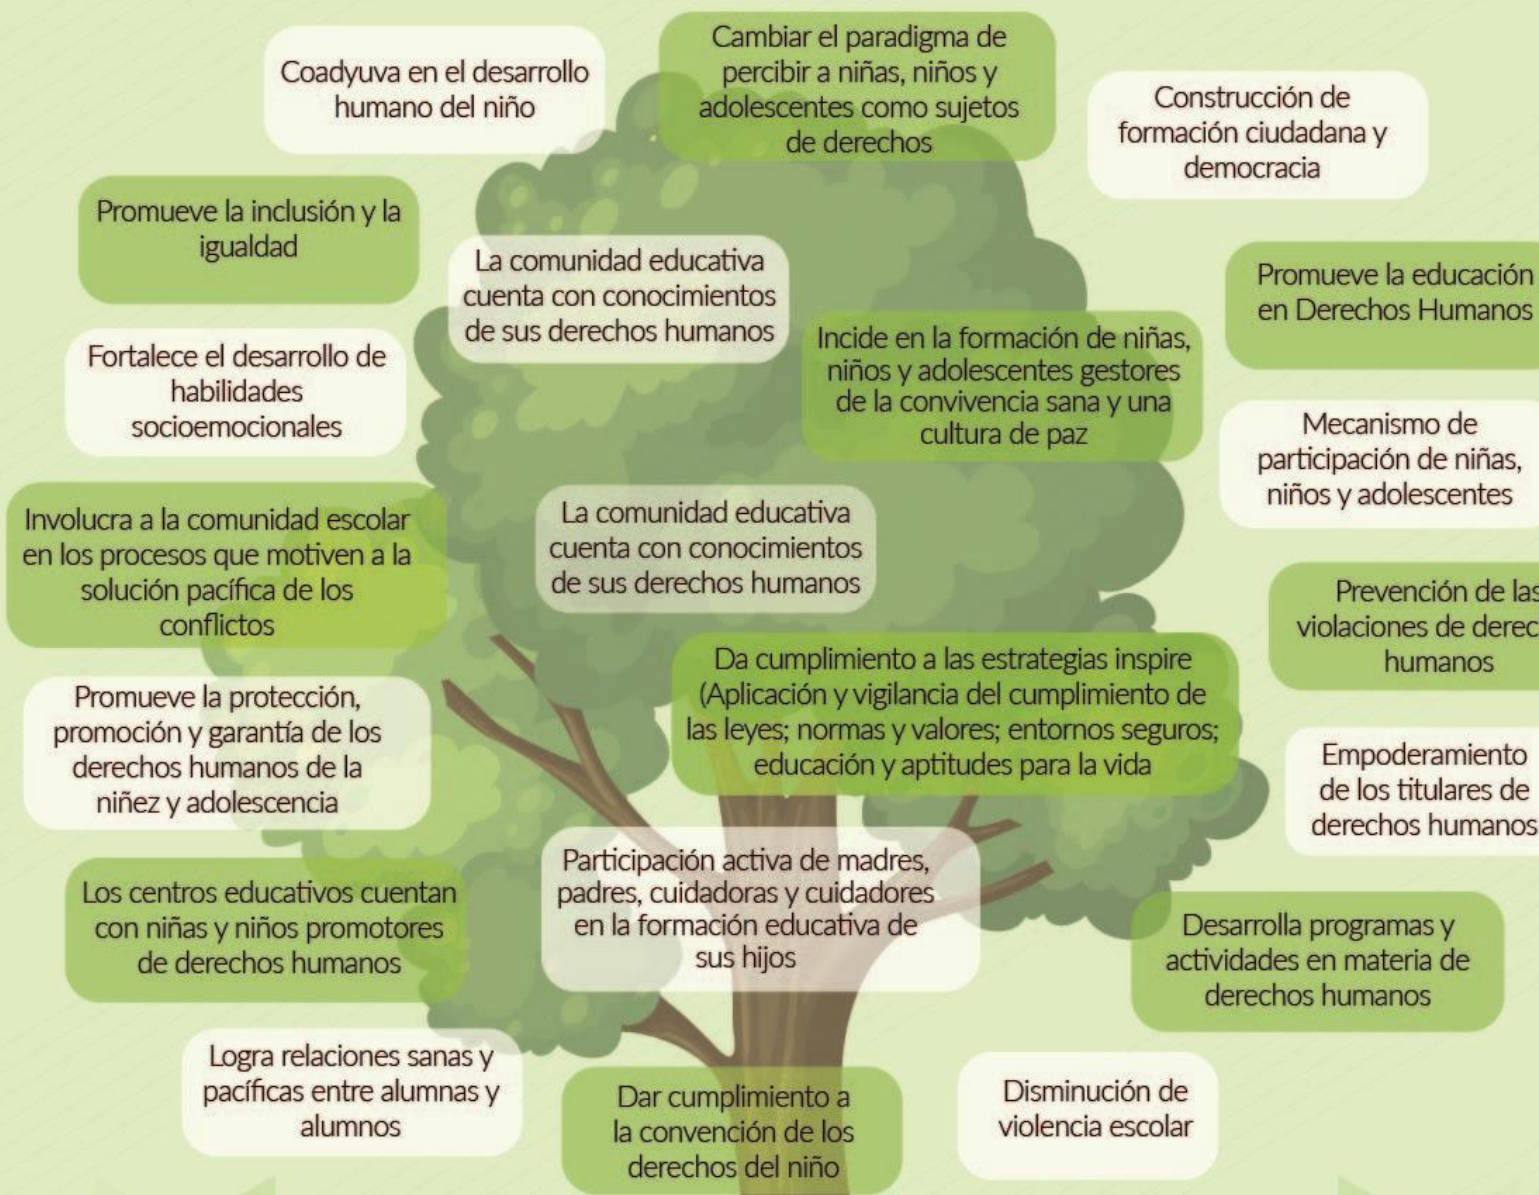 Coadyuva en el desarrollo
humano del niño
Cambiar el paradigma de
percibir a niñas, niños y
adolescentes como sujetos
de derechos
Construcción de
formación ciudadana y
democracia
Promueve la inclusión y la
igualdad
La comunidad educativa
cuenta con conocimientos
de sus derechos humanos
Promueve la educación
en Derechos Humanos
Incide en la formación de niñas,
niños y adolescentes gestores
de la convivencia sana y una
cultura de paz
Fortalece el desarrollo de
habilidades
socioemocionales
Mecanismo de
participación de niñas,
niños y adolescentes
Involucra a la comunidad escolar
en los procesos que motiven a la
solución pacífica de los
conflictos
La comunidad educativa
cuenta con conocimientos
de sus derechos humanos
Prevención de las
violaciones de derec
humanos
Da cumplimiento a las estrategias inspire
(Aplicación y vigilancia del cumplimiento de
las leyes; normas y valores; entornos seguros;
educación y aptitudes para la vida
Promueve la protección,
promoción y garantía de los
derechos humanos de la
niñez y adolescencia
Empoderamiento
de los titulares de
derechos humanos
Participación activa de madres,
padres, cuidadoras y cuidadores
en la formación educativa de
sus hijos
Los centros educativos cuentan
con niñas y niños promotores
de derechos humanos
Desarrolla programas y
actividades en materia de
derechos humanos
Logra relaciones sanas y
pacíficas entre alumnas y
alumnos
Dar cumplimiento a
la convención de los
derechos del niño
Disminución de
violencia escolar